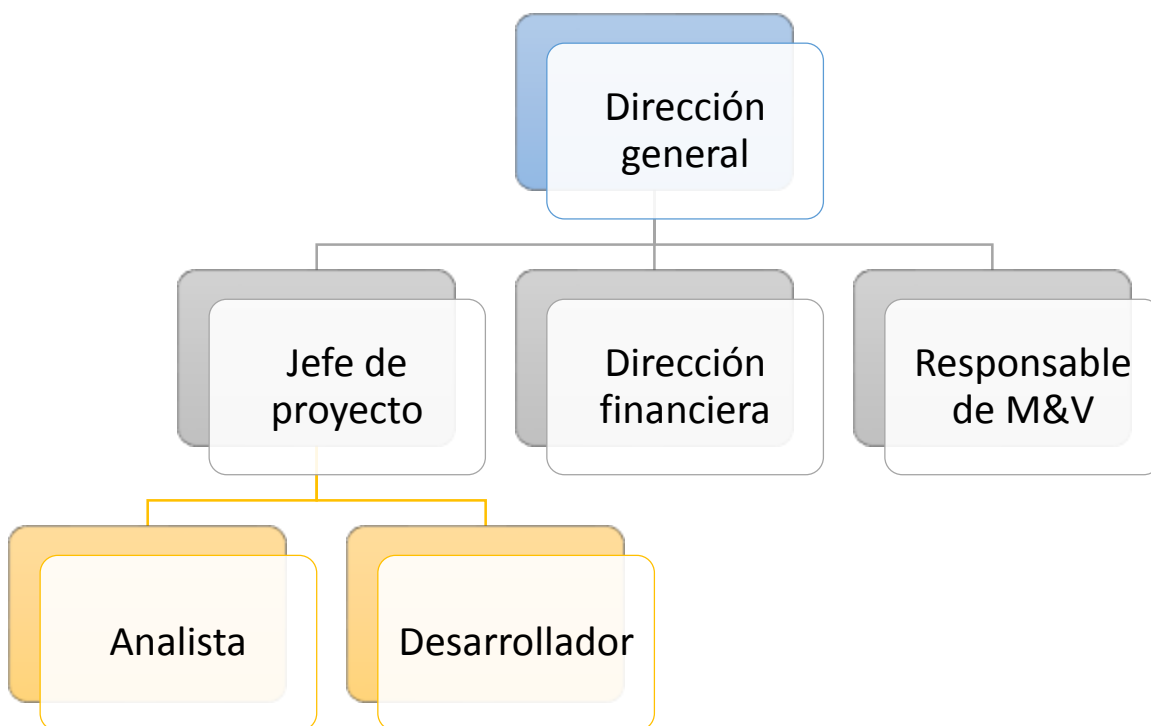 Dirección
general
Jefe de
proyecto
Dirección
financiera
Responsable
de M&V
Analista
Desarrollador